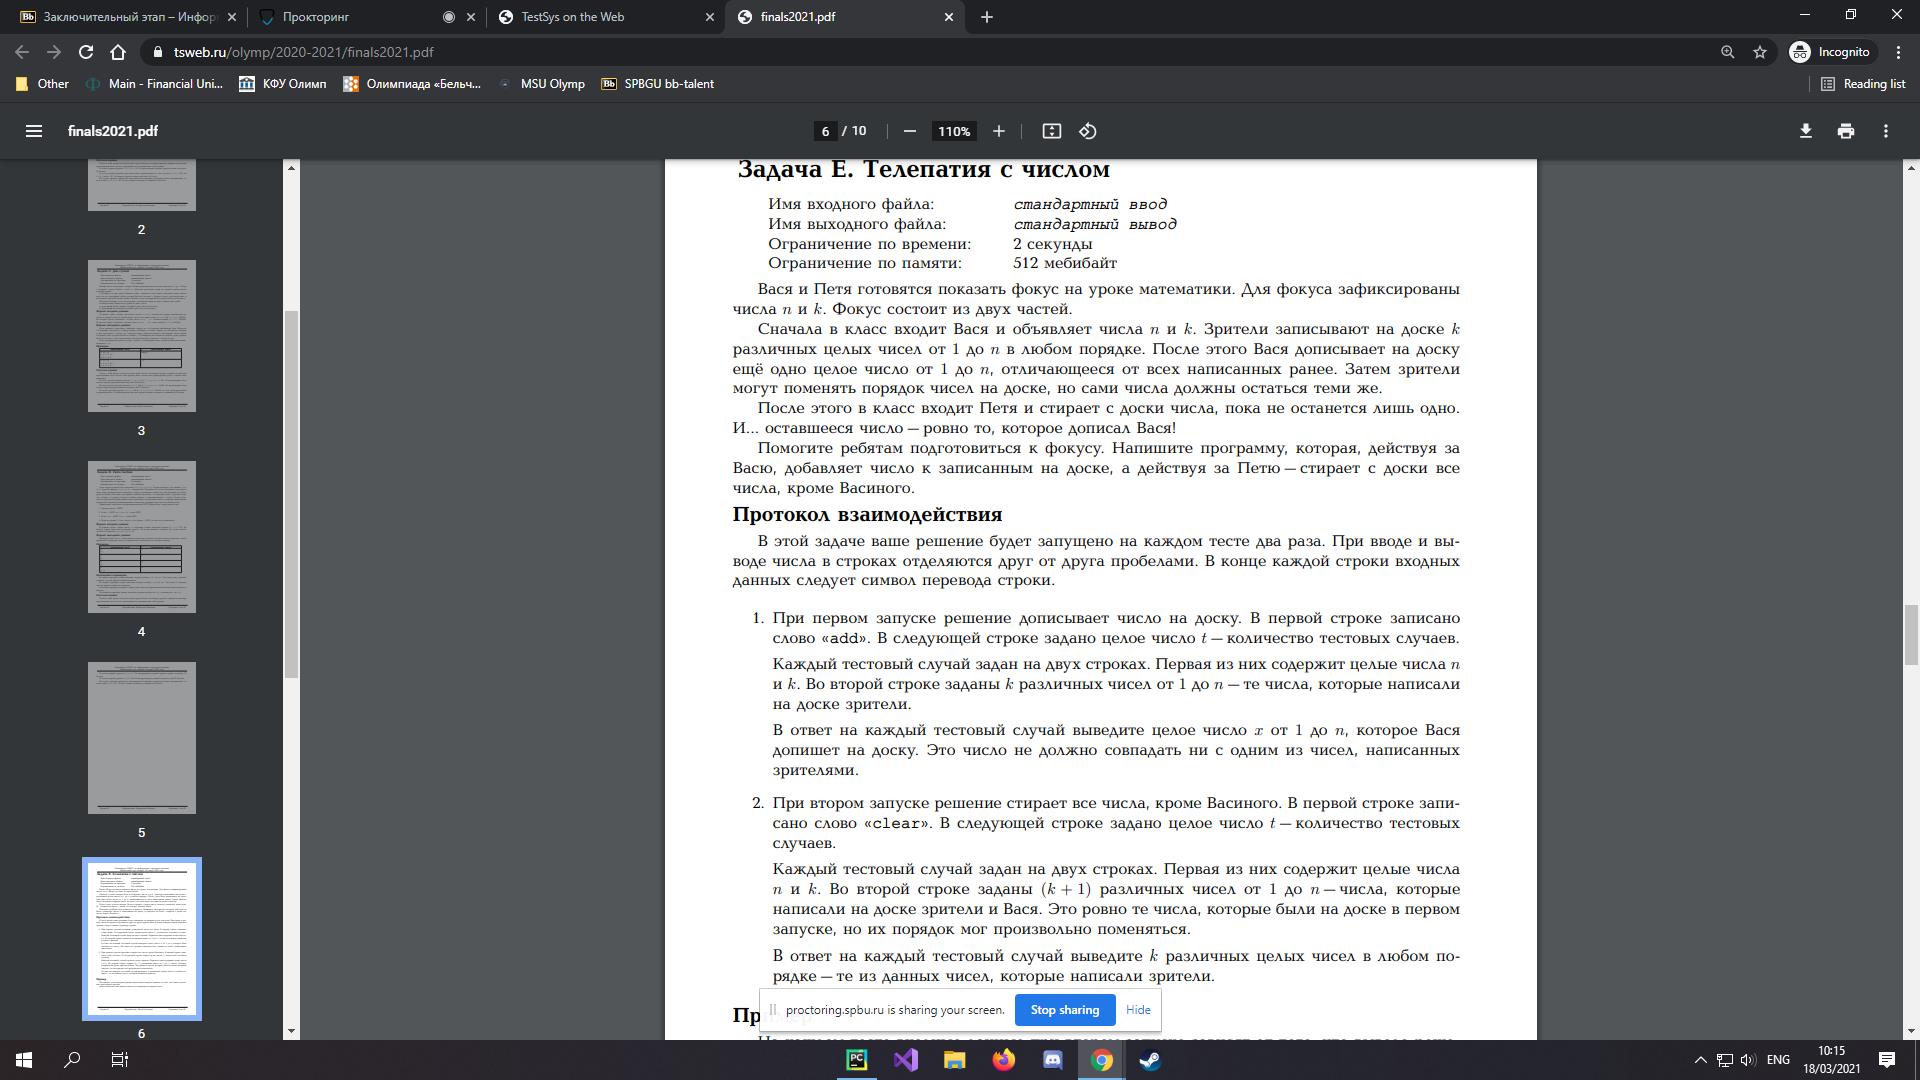 Заключительный этап – Инфор
Прокторинг
TestSys on the Web
finals2021.pdf
tsweb.ru/olymp/2020-2021/finals2021.pdf
Incognito
Other
Main - Financial Uni...
КФУ Олимп
Олимпиада «Бельч...
MSU Olymp
SPBGU bb-talent
Reading list
finals2021.pdf
6 / 10
110%
2
3
4
5
6
Задача E. Телепатия с числом
Имя входного файла: стандартный ввод
Имя выходного файла: стандартный вывод
Ограничение по времени: 2 секунды
Ограничение по памяти: 512 мебибайт
Вася и Петя готовятся показать фокус на уроке математики. Для фокуса зафиксированы
числа n и k. Фокус состоит из двух частей.
Сначала в класс входит Вася и объявляет числа n и k. Зрители записывают на доске k
различных целых чисел от 1 до n в любом порядке. После этого Вася дописывает на доску
ещё одно целое число от 1 до n, отличающееся от всех написанных ранее. Затем зрители
могут поменять порядок чисел на доске, но сами числа должны остаться теми же.
После этого в класс входит Петя и стирает с доски числа, пока не останется лишь одно.
И... оставшееся число — ровно то, которое дописал Вася!
Помогите ребятам подготовиться к фокусу. Напишите программу, которая, действуя за
Васю, добавляет число к записанным на доске, а действуя за Петю — стирает с доски все
числа, кроме Васиного.
Протокол взаимодействия
В этой задаче ваше решение будет запущено на каждом тесте два раза. При вводе и вы-
воде числа в строках отделяются друг от друга пробелами. В конце каждой строки входных
данных следует символ перевода строки.
1. При первом запуске решение дописывает число на доску. В первой строке записано
слово «add». В следующей строке задано целое число t — количество тестовых случаев.
Каждый тестовый случай задан на двух строках. Первая из них содержит целые числа n
и k. Во второй строке заданы k различных чисел от 1 до n — те числа, которые написали
на доске зрители.
В ответ на каждый тестовый случай выведите целое число x от 1 до n, которое Вася
допишет на доску. Это число не должно совпадать ни с одним из чисел, написанных
зрителями.
2. При втором запуске решение стирает все числа, кроме Васиного. В первой строке запи-
сано слово «clear». В следующей строке задано целое число t — количество тестовых
случаев.
Каждый тестовый случай задан на двух строках. Первая из них содержит целые числа
n и k. Во второй строке заданы (k + 1) различных чисел от 1 до n — числа, которые
написали на доске зрители и Вася. Это ровно те числа, которые были на доске в первом
запуске, но их порядок мог произвольно поменяться.
В ответ на каждый тестовый случай выведите k различных целых чисел в любом по-
рядке — те из данных чисел, которые написали зрители.
proctoring.spbu.ru is sharing your screen.
Stop sharing
Hide
ENG
10:15
18/03/2021